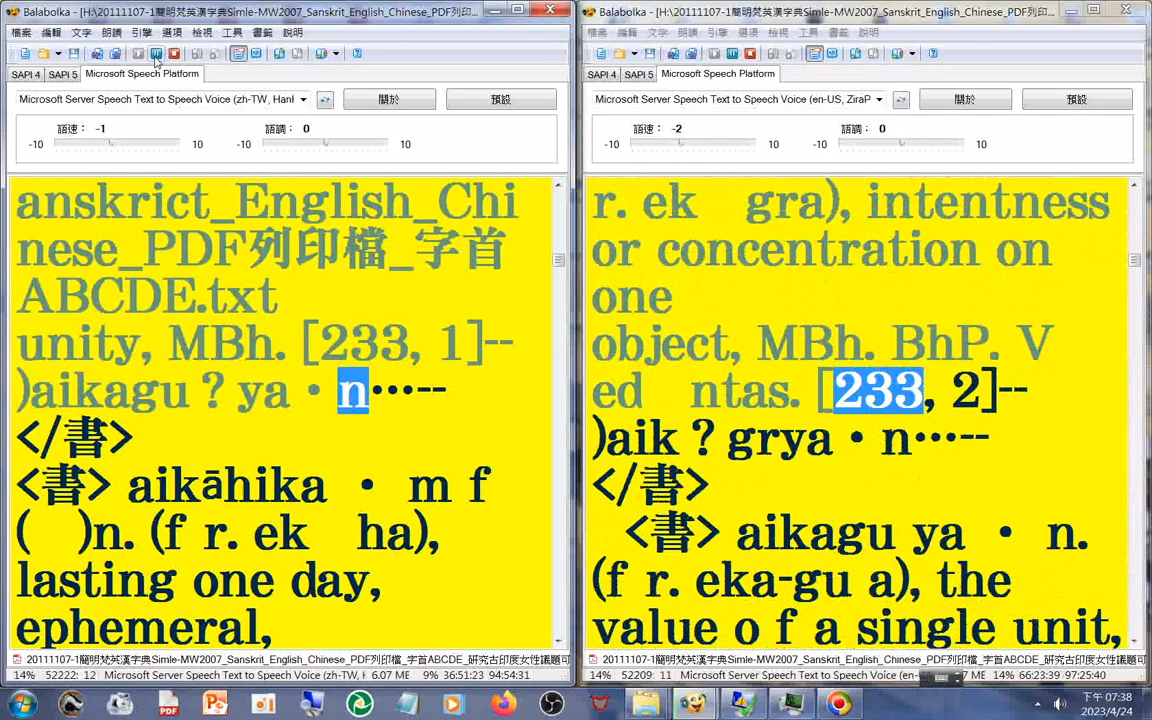 Balabolka - [H:\20111107-1簡明梵英漢字典Simle-MW2007_Sanskrit_English_Chinese_PDF列印...
檔案 編輯 文字 朗讀 引擎 選項 檢視 工具 書籤 說明
SAPI 4 SAPI 5 Microsoft Speech Platform
Microsoft Server Speech Text to Speech Voice (zh-TW, Hanl 關於 預設
語速： -1 語調： 0
-10 10 -10 10
anskrict_English_Chi
nese_PDF列印檔_字首
ABCDE.txt
unity, MBh. [233, 1]--
)aikagu ? ya • n…--
</書>
<書> aikāhika • m f
( )n. (f r. ek ha),
lasting one day,
ephemeral,
20111107-1簡明梵英漢字典Simle-MW2007_Sanskrit_English_Chinese_PDF列印檔_字首ABCDE_研究古印度女性議題可
14% 52222: 12 Microsoft Server Speech Text to Speech Voice (zh-TW, H 6.07 MB 9% 36:51:23 94:54:31
Balabolka - [H:\20111107-1簡明梵英漢字典Simle-MW2007_Sanskrit_English_Chinese_PDF列印...
檔案 編輯 文字 朗讀 引擎 選項 檢視 工具 書籤 說明
SAPI 4 SAPI 5 Microsoft Speech Platform
Microsoft Server Speech Text to Speech Voice (en-US, ZiraP 關於 預設
語速： -2 語調： 0
-10 10 -10 10
r. ek gra), intentness
or concentration on
one
object, MBh. BhP. V
ed ntas. [233, 2]--
)aik ? grya • n…--
</書>
<書> aikagu ya • n.
(f r. eka-gu a), the
value o f a single unit,
20111107-1簡明梵英漢字典Simle-MW2007_Sanskrit_English_Chinese_PDF列印檔_字首ABCDE_研究古印度女性議題可
14% 52209: 11 Microsoft Server Speech Text to Speech Voice (en-U MB 14% 66:23:39 97:25:40
下午 07:38
2023/4/24